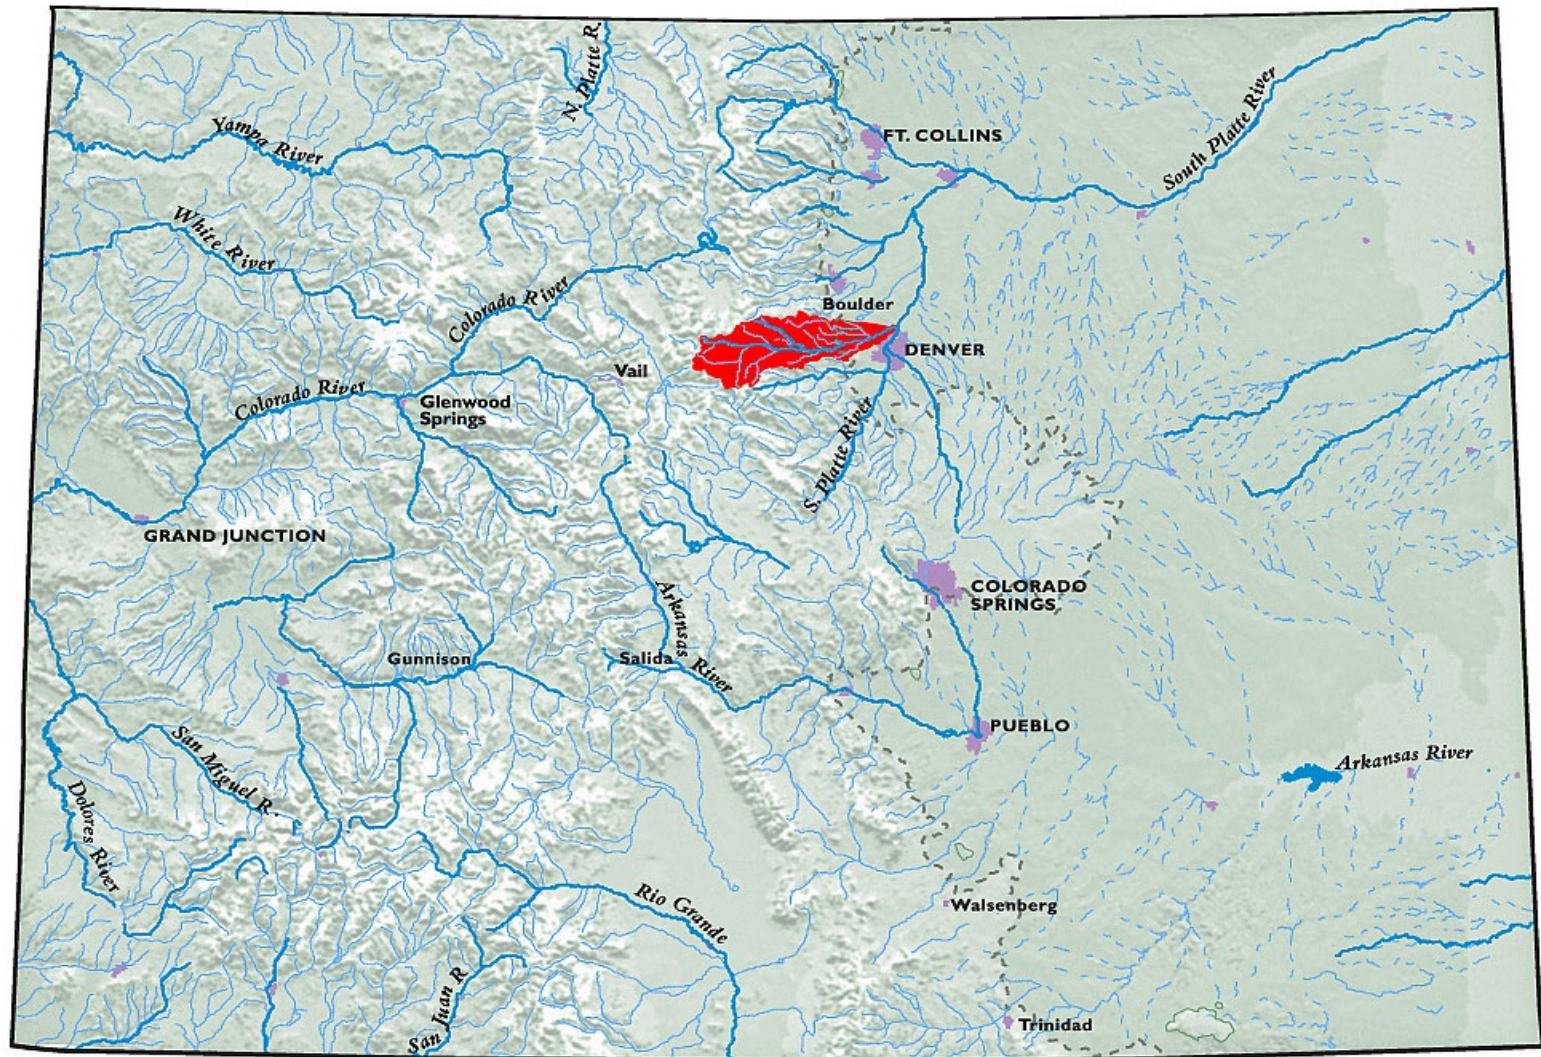 N. Platte R.
Yampa River
FT. COLLINS
South Platte River
White River
Colorado River
Boulder
DENVER
Vail
Colorado River
Glenwood
Springs
S. Platte River
GRAND JUNCTION
COLORADO
SPRINGS
Arkansas River
Gunnison
Salida
PUEBLO
San Miguel R.
Arkansas River
Dolores River
Rio Grande
Walsenberg
San Juan R
Trinidad